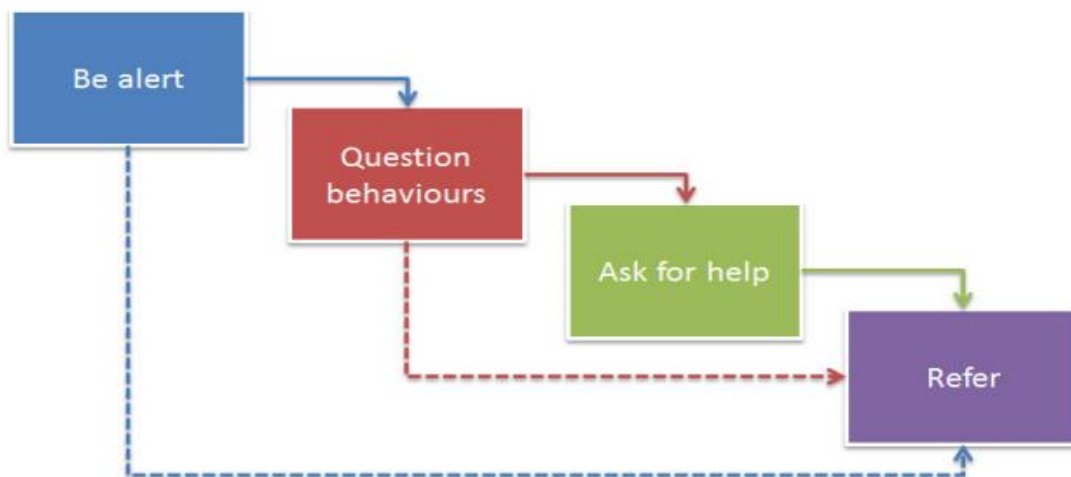 Be alert
Question
behaviours
Ask for help
Refer